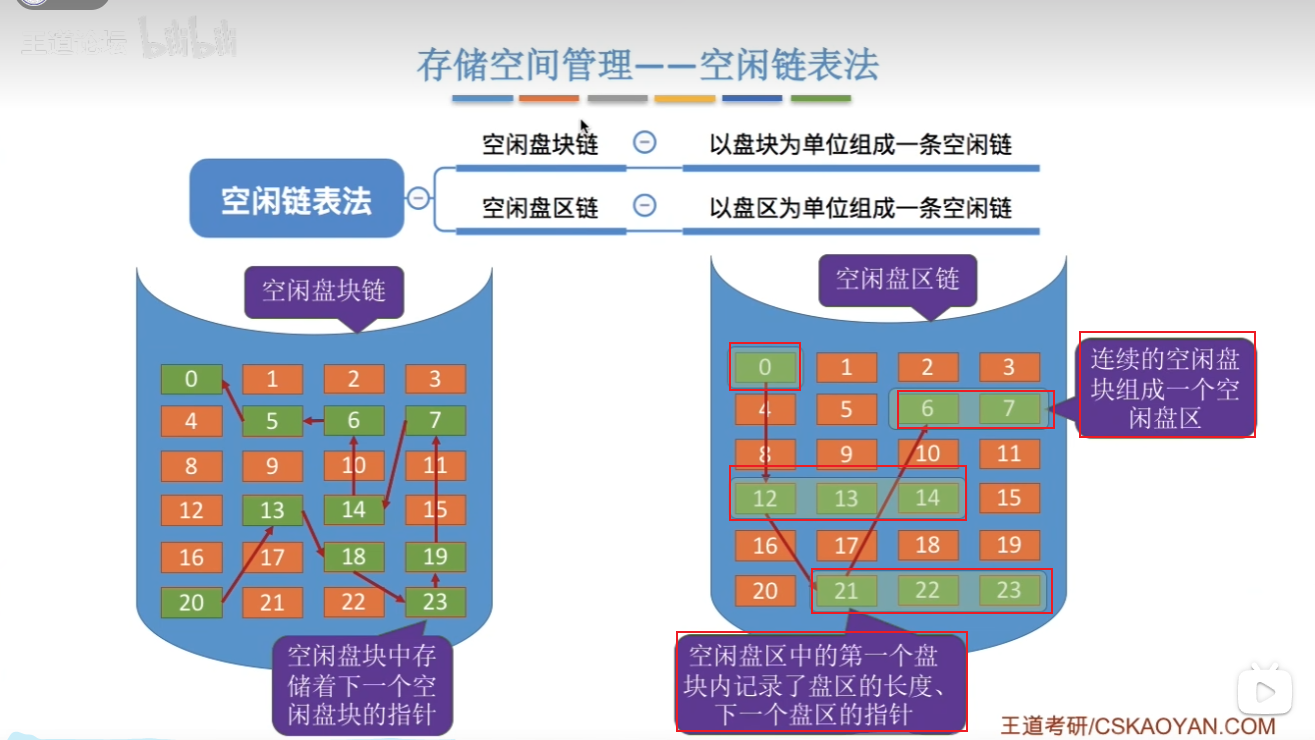 王道论坛 bilibili
存储空间管理——空闲链表法
空闲盘块链
以盘块为单位组成一条空闲链
空闲链表法
空闲盘区链
以盘区为单位组成一条空闲链
空闲盘块链
0 1 2 3
4 5 6 7
8 9 10 11
12 13 14 15
16 17 18 19
20 21 22 23
空闲盘块中存
储着下一个空
闲盘块的指针
空闲盘区链
0 1 2 3
4 5 6 7
8 9 10 11
12 13 14 15
16 17 18 19
20 21 22 23
连续的空闲盘
块组成一个空
闲盘区
空闲盘区中的第一个盘
块内记录了盘区的长度、
下一个盘区的指针
王道考研/CSKAOYAN.COM